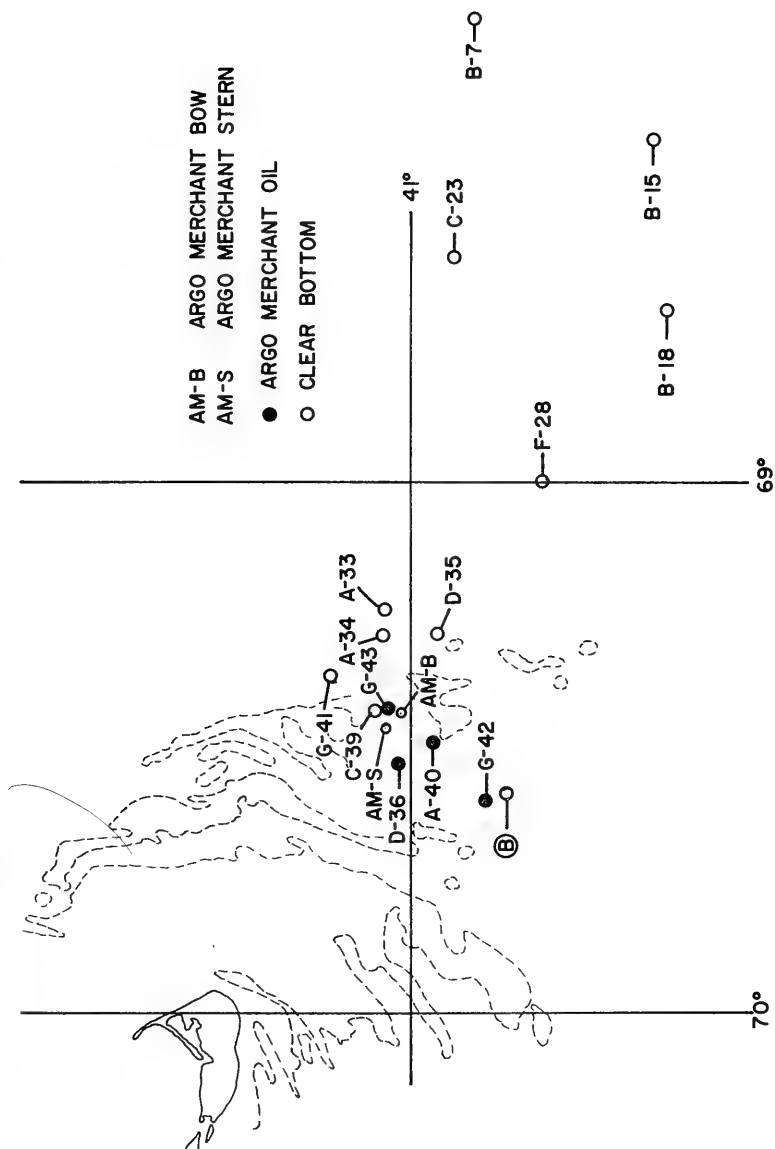 AM-B ARGO MERCHANT BOW
AM-S ARGO MERCHANT STERN
● ARGO MERCHANT OIL
○ CLEAR BOTTOM
41°
B-7
C-23
B-15
B-18
F-28
69°
A-33
A-34
G-43
G-41
C-39
AM-S
AM-B
D-35
D-36
A-40
G-42
B
70°